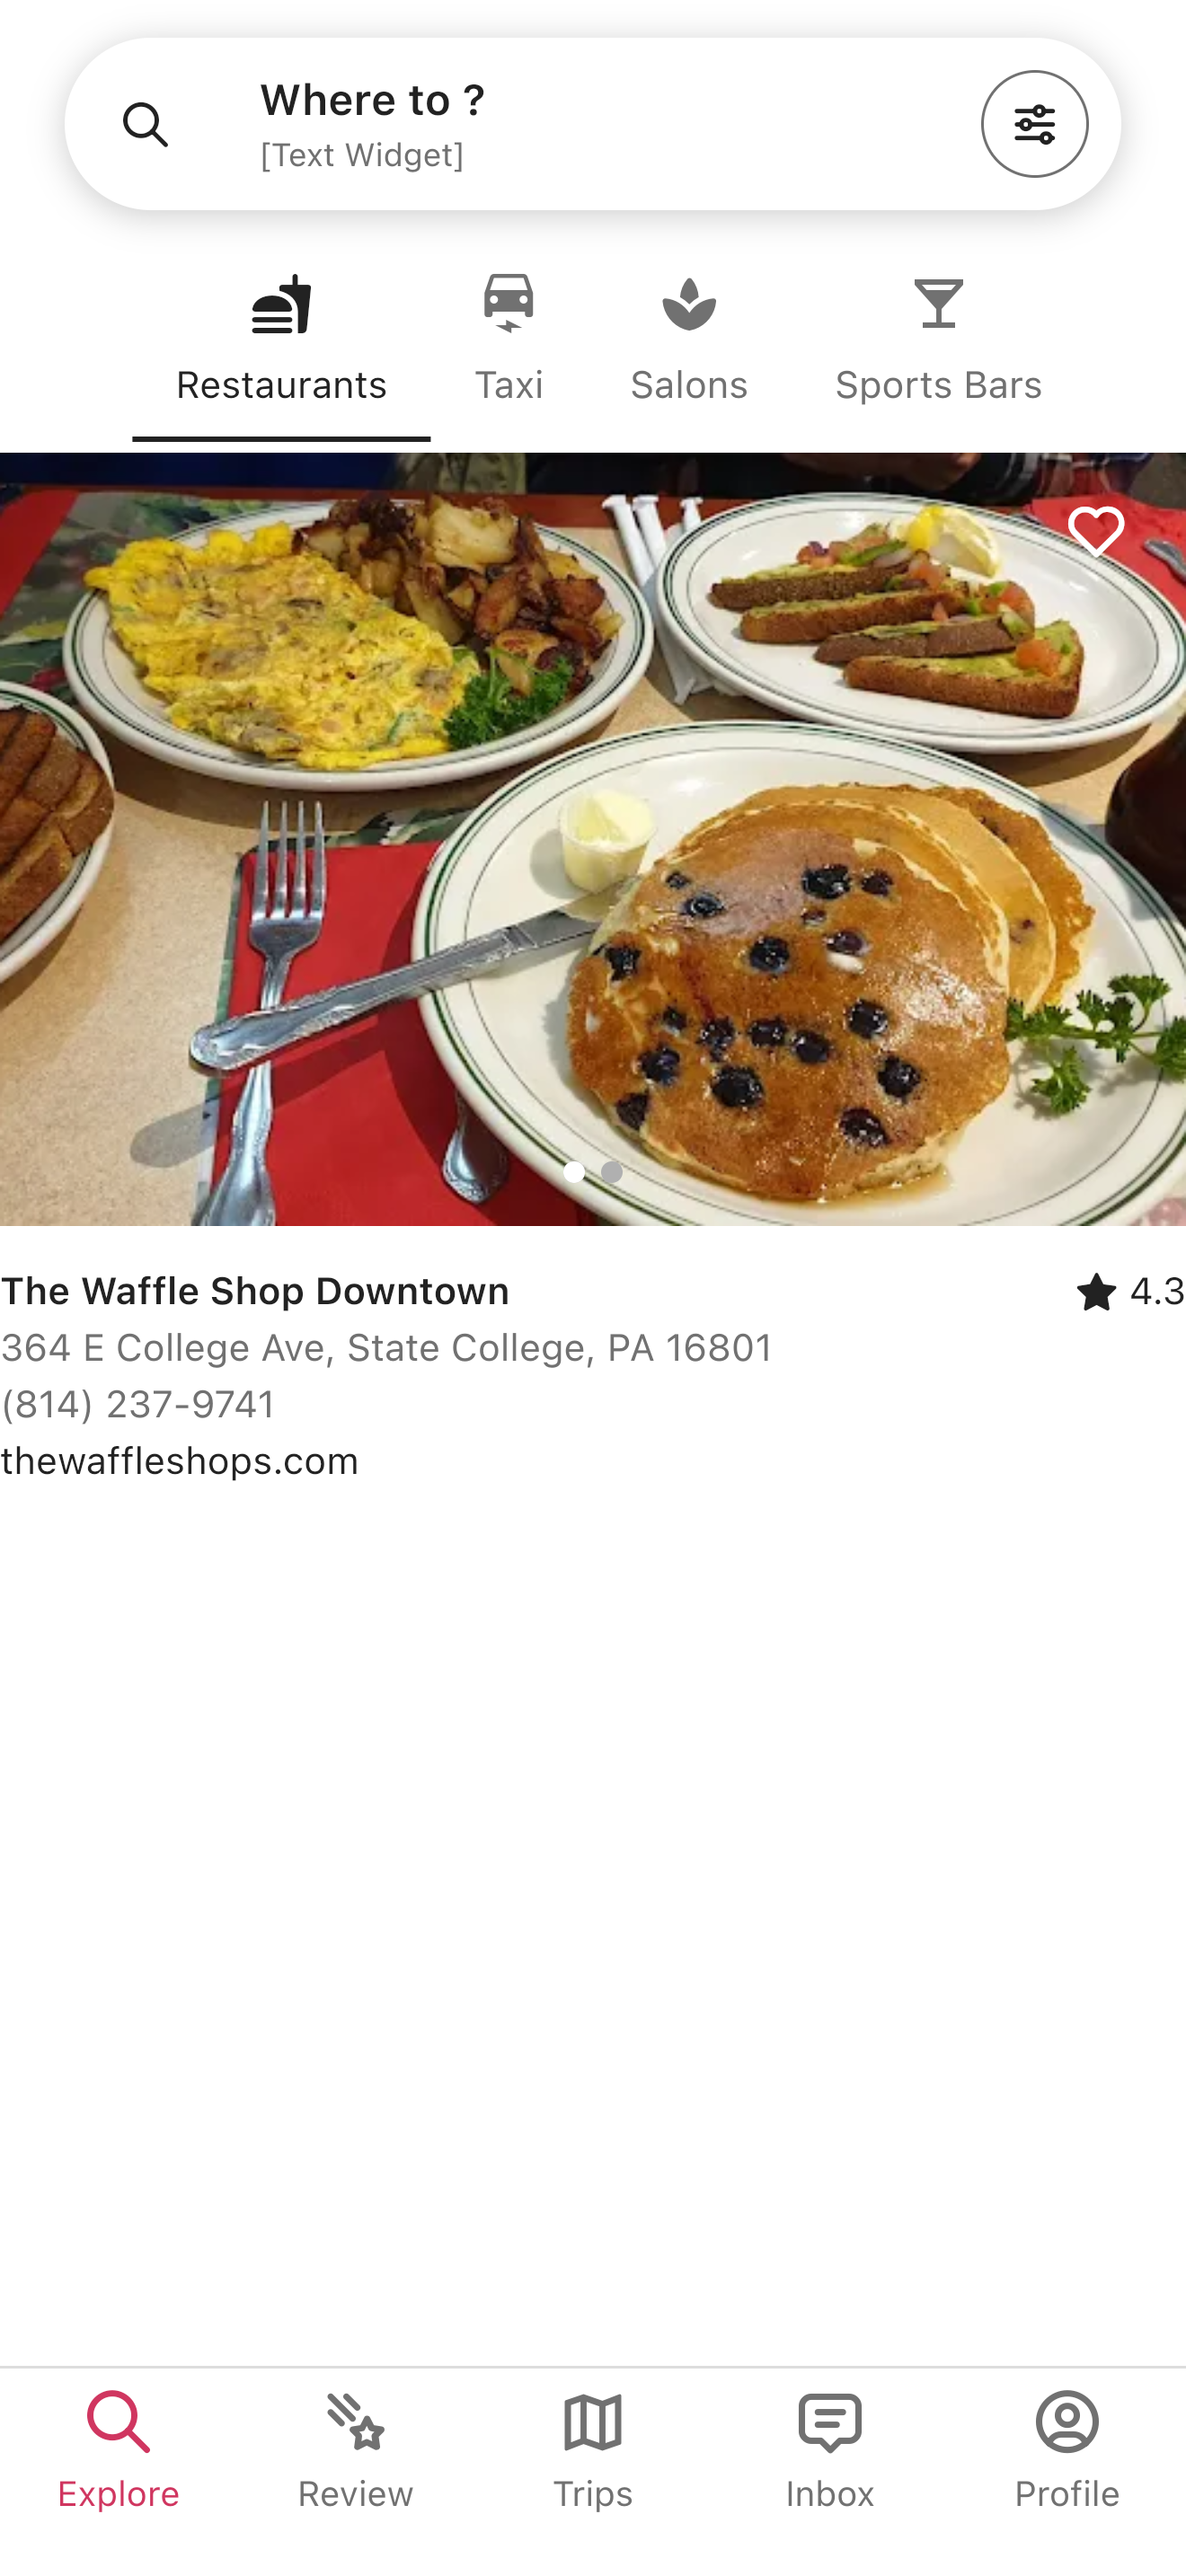 Where to ?
[Text Widget]
Restaurants
Taxi
Salons
Sports Bars
The Waffle Shop Downtown
4.3
364 E College Ave, State College, PA 16801
(814) 237-9741
thewaffleshops.com
Explore
Review
Trips
Inbox
Profile